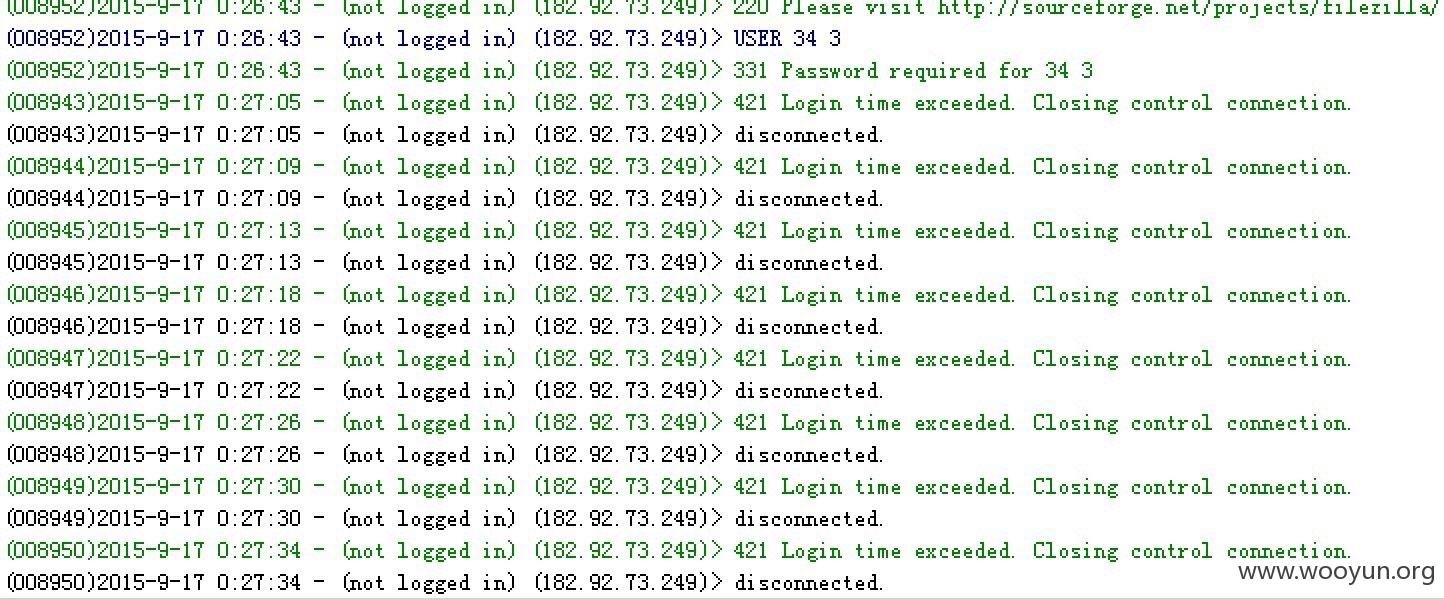 (008952)2015-9-17 0:26:43 - (not logged in) (182.92.73.249)> 220 Please visit http://sourceforge.net/projects/filezilla/
(008952)2015-9-17 0:26:43 - (not logged in) (182.92.73.249)> USER 34 3
(008952)2015-9-17 0:26:43 - (not logged in) (182.92.73.249)> 331 Password required for 34 3
(008943)2015-9-17 0:27:05 - (not logged in) (182.92.73.249)> 421 Login time exceeded. Closing control connection.
(008943)2015-9-17 0:27:05 - (not logged in) (182.92.73.249)> disconnected.
(008944)2015-9-17 0:27:09 - (not logged in) (182.92.73.249)> 421 Login time exceeded. Closing control connection.
(008944)2015-9-17 0:27:09 - (not logged in) (182.92.73.249)> disconnected.
(008945)2015-9-17 0:27:13 - (not logged in) (182.92.73.249)> 421 Login time exceeded. Closing control connection.
(008945)2015-9-17 0:27:13 - (not logged in) (182.92.73.249)> disconnected.
(008946)2015-9-17 0:27:18 - (not logged in) (182.92.73.249)> 421 Login time exceeded. Closing control connection.
(008946)2015-9-17 0:27:18 - (not logged in) (182.92.73.249)> disconnected.
(008947)2015-9-17 0:27:22 - (not logged in) (182.92.73.249)> 421 Login time exceeded. Closing control connection.
(008947)2015-9-17 0:27:22 - (not logged in) (182.92.73.249)> disconnected.
(008948)2015-9-17 0:27:26 - (not logged in) (182.92.73.249)> 421 Login time exceeded. Closing control connection.
(008948)2015-9-17 0:27:26 - (not logged in) (182.92.73.249)> disconnected.
(008949)2015-9-17 0:27:30 - (not logged in) (182.92.73.249)> 421 Login time exceeded. Closing control connection.
(008949)2015-9-17 0:27:30 - (not logged in) (182.92.73.249)> disconnected.
(008950)2015-9-17 0:27:34 - (not logged in) (182.92.73.249)> 421 Login time exceeded. Closing control connection.
(008950)2015-9-17 0:27:34 - (not logged in) (182.92.73.249)> disconnected.
www.wooyun.org